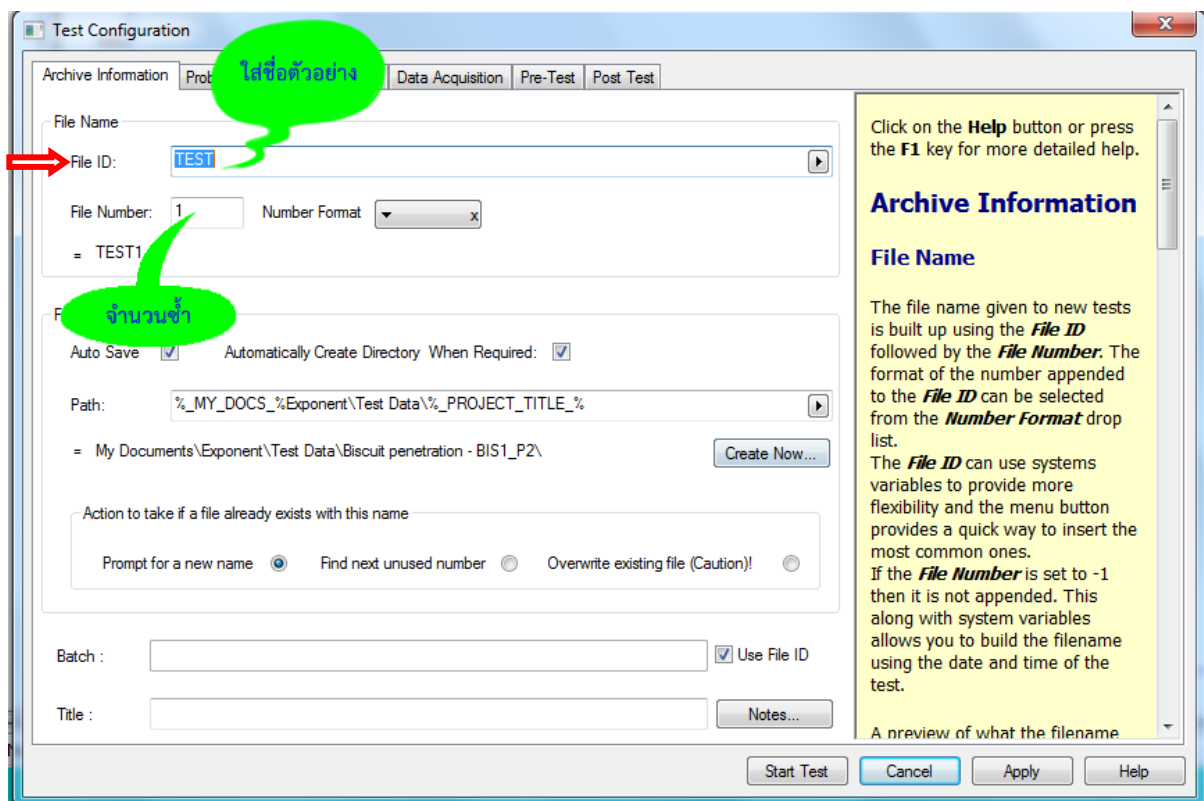 Test Configuration
x
Archive Information
Prob
Data Acquisition
Pre-Test
Post Test
ใส่ชื่อตัวอย่าง
File Name
File ID:
TEST
File Number:
1
Number Format
x
= TEST1
จำนวนซ้ำ
F
Auto Save
Automatically Create Directory When Required:
Path:
%_MY_DOCS_%Exponent\Test Data\%_PROJECT_TITLE_%
= My Documents\Exponent\Test Data\Biscuit penetration - BIS1_P2\
Create Now...
Action to take if a file already exists with this name
Prompt for a new name
Find next unused number
Overwrite existing file (Caution)!
Batch :
Use File ID
Title :
Notes...
Click on the Help button or press
the F1 key for more detailed help.
Archive Information
File Name
The file name given to new tests
is built up using the File ID
followed by the File Number. The
format of the number appended
to the File ID can be selected
from the Number Format drop
list.
The File ID can use systems
variables to provide more
flexibility and the menu button
provides a quick way to insert the
most common ones.
If the File Number is set to -1
then it is not appended. This
along with system variables
allows you to build the filename
using the date and time of the
test.
A preview of what the filename
Start Test
Cancel
Apply
Help